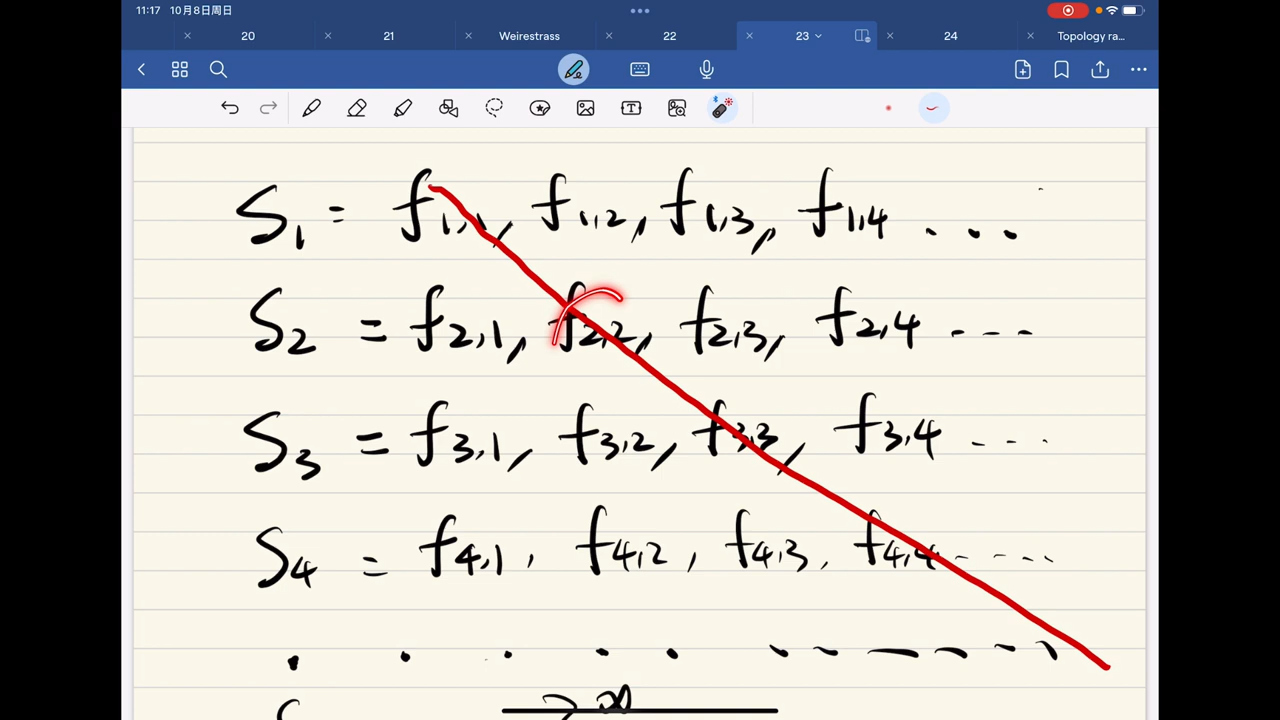 11:17 10月8日周日
20 21 Weirestrass 22 23 24 Topology ra...
S₁ = f₁,₁, f₁,₂, f₁,₃, f₁,₄ ...
S₂ = f₂,₁, f₂,₂, f₂,₃, f₂,₄ ...
S₃ = f₃,₁, f₃,₂, f₃,₃, f₃,₄ ...
S₄ = f₄,₁, f₄,₂, f₄,₃, f₄,₄ ...
∞